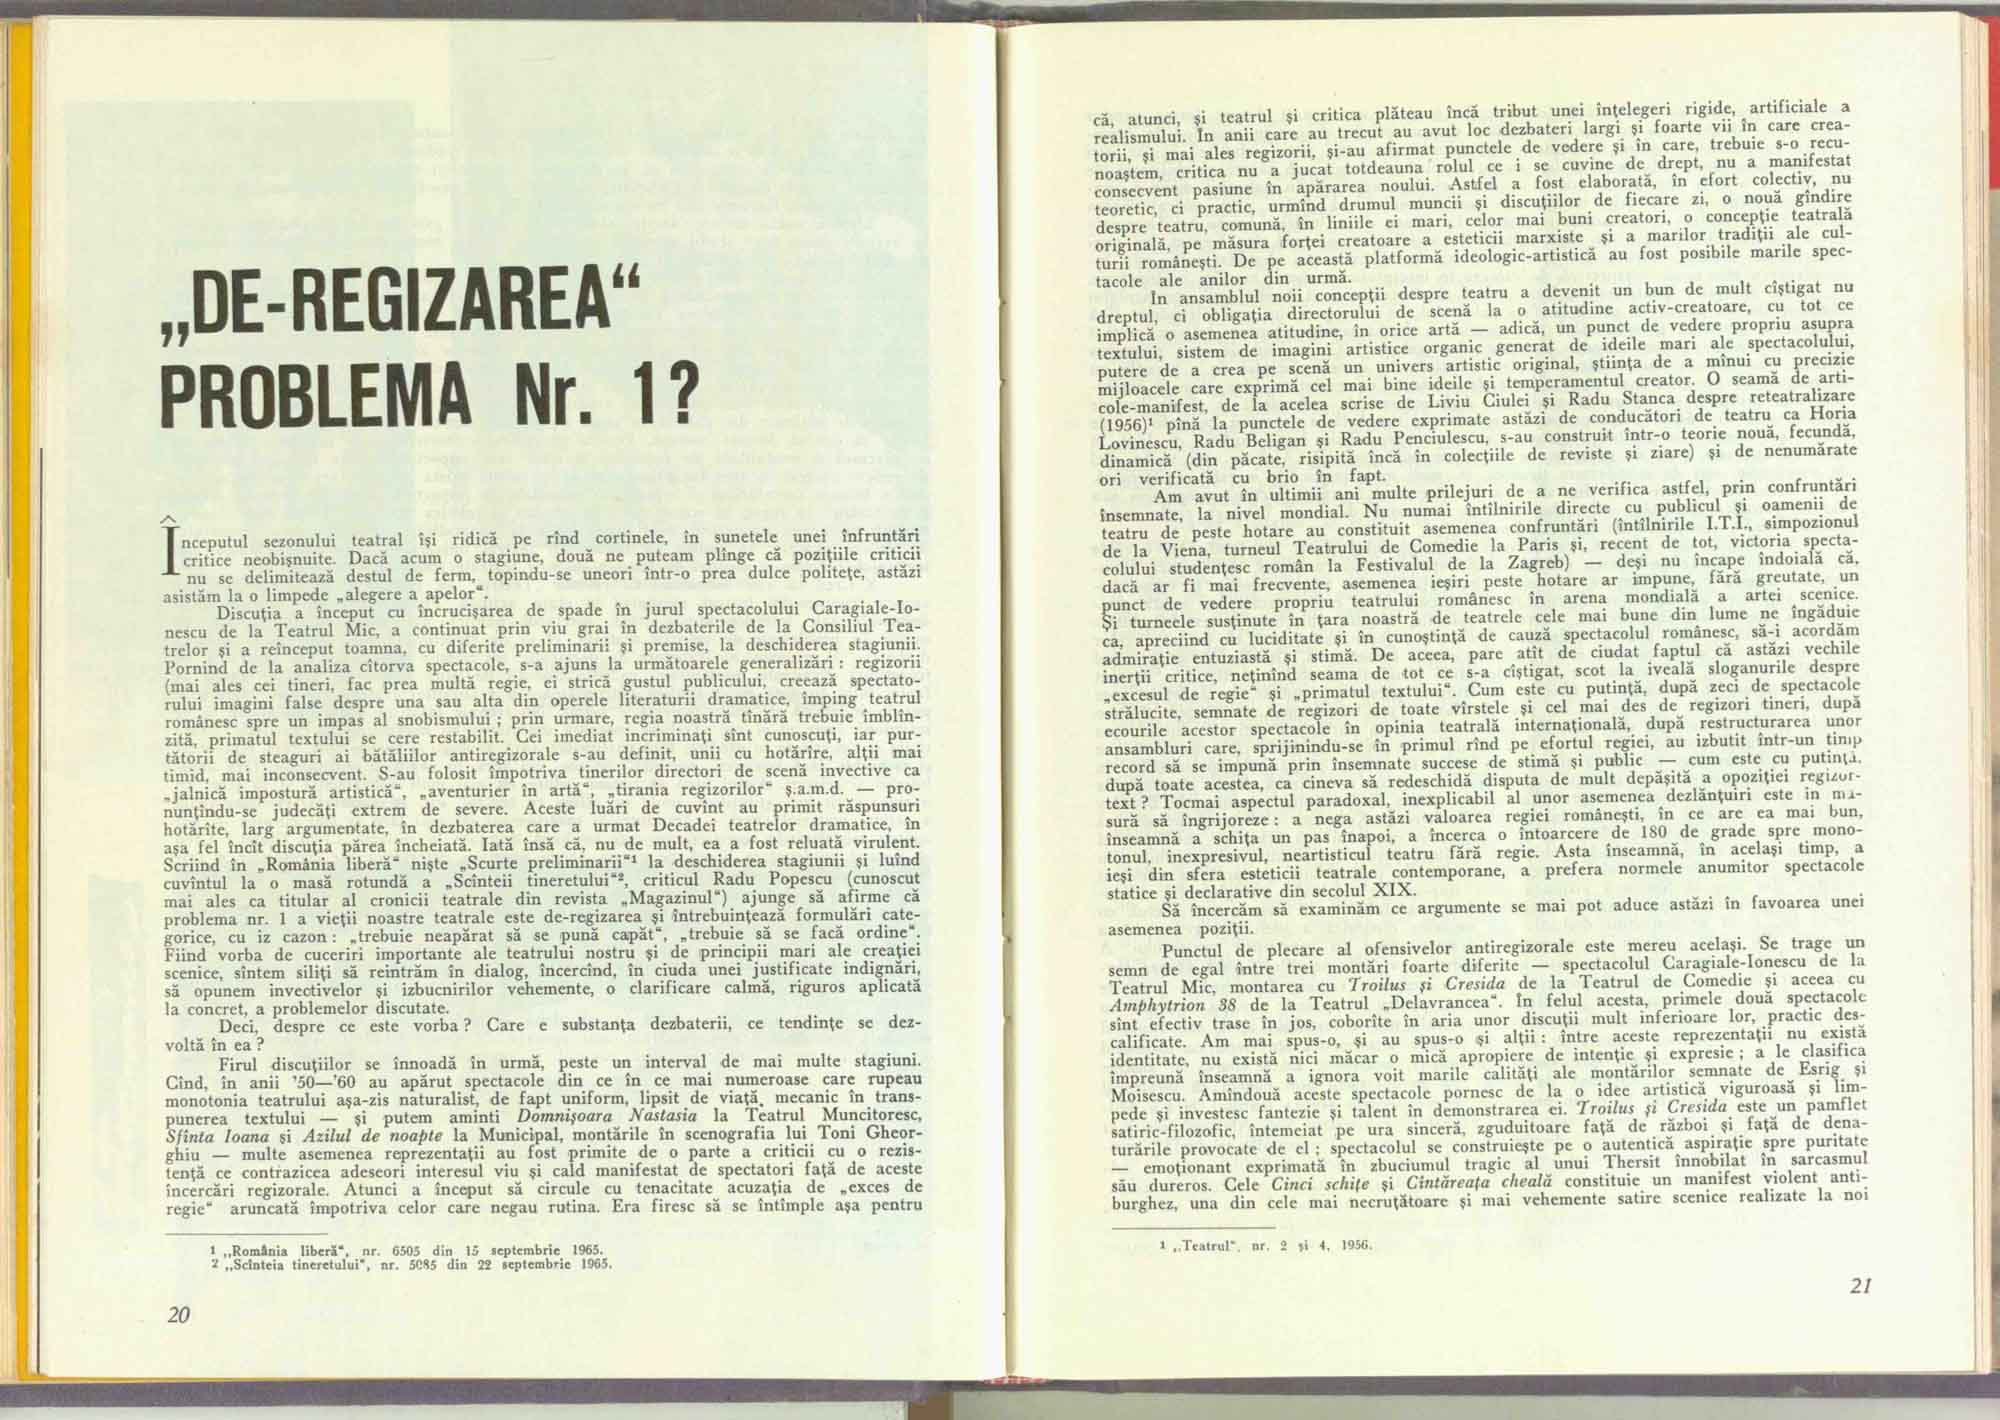 „DE-REGIZAREA“
PROBLEMA Nr. 1?
Începutul sezonului teatral își ridică pe rînd cortinele, în sunetele unei înfruntări
critice neobișnuite. Dacă acum o stagiune, două ne puteam plînge că pozițiile criticii
nu se delimitează destul de ferm, topindu-se uneori într-o prea dulce politețe, astăzi
asistăm la o limpede „alegere a apelor“.
Discuția a început cu încrucișarea de spade în jurul spectacolului Caragiale-Io-
nescu de la Teatrul Mic, a continuat prin viu grai în dezbaterile de la Consiliul Tea-
trelor și a reînceput toamna, cu diferite preliminarii și premise, la deschiderea stagiunii.
Pornind de la analiza cîtorva spectacole, s-a ajuns la următoarele generalizări : regizorii
(mai ales cei tineri, fac prea multă regie, ei strică gustul publicului, creează spectato-
rului imagini false despre una sau alta din operele literaturii dramatice, împing teatrul
românesc spre un impas al snobismului ; prin urmare, regia noastră tînără trebuie îmblîn-
zită, primatul textului se cere restabilit. Cei imediat incriminați sînt cunoscuți, iar pur-
tătorii de steaguri ai bătăliilor antiregizorale s-au definit, unii cu hotărîre, alții mai
timid, mai inconsecvent. S-au folosit împotriva tinerilor directori de scenă invective ca
„jalnică impostură artistică“, „aventurier în artă“, „tirania regizorilor“ ș.a.m.d. — pro-
nunțîndu-se judecăți extrem de severe. Aceste luări de cuvînt au primit răspunsuri
hotărîte, larg argumentate, în dezbaterea care a urmat Decadei teatrelor dramatice, în
așa fel încît discuția părea încheiată. Iată însă că, nu de mult, ea a fost reluată virulent.
Scriind în „România liberă“ niște „Scurte preliminarii“¹ la deschiderea stagiunii și luînd
cuvîntul la o masă rotundă a „Scînteii tineretului“², criticul Radu Popescu (cunoscut
mai ales ca titular al cronicii teatrale din revista „Magazinul“) ajunge să afirme că
problema nr. 1 a vieții noastre teatrale este de-regizarea și întrebuințează formulări cate-
gorice, cu iz cazon : „trebuie neapărat să se pună capăt“, „trebuie să se facă ordine“.
Fiind vorba de cuceriri importante ale teatrului nostru și de principii mari ale creației
scenice, sîntem siliți să reintrăm în dialog, încercînd, în ciuda unei justificate indignări,
să opunem invectivelor și izbucnirilor vehemente, o clarificare calmă, riguros aplicată
la concret, a problemelor discutate.
Deci, despre ce este vorba ? Care e substanța dezbaterii, ce tendințe se dez-
voltă în ea ?
Firul discuțiilor se înnoadă în urmă, peste un interval de mai multe stagiuni.
Cînd, în anii '50—'60 au apărut spectacole din ce în ce mai numeroase care rupeau
monotonia teatrului așa-zis naturalist, de fapt uniform, lipsit de viață, mecanic în trans-
punerea textului — și putem aminti Domnișoara Nastasia la Teatrul Muncitoresc,
Sfînta Ioana și Azilul de noapte la Municipal, montările în scenografia lui Toni Gheor-
ghiu — multe asemenea reprezentații au fost primite de o parte a criticii cu o rezis-
tență ce contrazicea adeseori interesul viu și cald manifestat de spectatori față de aceste
încercări regizorale. Atunci a început să circule cu tenacitate acuzația de „exces de
regie“ aruncată împotriva celor care negau rutina. Era firesc să se întîmple așa pentru
¹ „România liberă“, nr. 6505 din 15 septembrie 1965.
² „Scînteia tineretului“, nr. 5085 din 22 septembrie 1965.
20
că, atunci, și teatrul și critica plăteau încă tribut unei înțelegeri rigide, artificiale a
realismului. În anii care au trecut au avut loc dezbateri largi și foarte vii în care crea-
torii, și mai ales regizorii, și-au afirmat punctele de vedere și în care, trebuie s-o recu-
noaștem, critica nu a jucat totdeauna rolul ce i se cuvine de drept, nu a manifestat
consecvent pasiune în apărarea noului. Astfel a fost elaborată, în efort colectiv, nu
teoretic, ci practic, urmînd drumul muncii și discuțiilor de fiecare zi, o nouă gîndire
despre teatru, comună, în liniile ei mari, celor mai buni creatori, o concepție teatrală
originală, pe măsura forței creatoare a esteticii marxiste și a marilor tradiții ale cul-
turii românești. De pe această platformă ideologic-artistică au fost posibile marile spec-
tacole ale anilor din urmă.
În ansamblul noii concepții despre teatru a devenit un bun de mult cîștigat nu
dreptul, ci obligația directorului de scenă la o atitudine activ-creatoare, cu tot ce
implică o asemenea atitudine, în orice artă — adică, un punct de vedere propriu asupra
textului, sistem de imagini artistice organic generat de ideile mari ale spectacolului,
putere de a crea pe scenă un univers artistic original, știința de a mînui cu precizie
mijloacele care exprimă cel mai bine ideile și temperamentul creator. O seamă de arti-
cole-manifest, de la acelea scrise de Liviu Ciulei și Radu Stanca despre reteatralizare
(1956)¹ pînă la punctele de vedere exprimate astăzi de conducători de teatru ca Horia
Lovinescu, Radu Beligan și Radu Penciulescu, s-au construit într-o teorie nouă, fecundă,
dinamică (din păcate, risipită încă în colecțiile de reviste și ziare) și de nenumărate
ori verificată cu brio în fapt.
Am avut în ultimii ani multe prilejuri de a ne verifica astfel, prin confruntări
însemnate, la nivel mondial. Nu numai întîlnirile directe cu publicul și oamenii de
teatru de peste hotare au constituit asemenea confruntări (întîlnirile I.T.I., simpozionul
de la Viena, turneul Teatrului de Comedie la Paris și, recent de tot, victoria specta-
colului studențesc român la Festivalul de la Zagreb) — deși nu încape îndoială că,
dacă ar fi mai frecvente, asemenea ieșiri peste hotare ar impune, fără greutate, un
punct de vedere propriu teatrului românesc în arena mondială a artei scenice.
Și turneele susținute în țara noastră de teatrele cele mai bune din lume ne îngăduie
ca, apreciind cu luciditate și în cunoștință de cauză spectacolul românesc, să-i acordăm
admirație entuziastă și stimă. De aceea, pare atît de ciudat faptul că astăzi vechile
inerții critice, neținînd seama de tot ce s-a cîștigat, scot la iveală sloganurile despre
„excesul de regie“ și „primatul textului“. Cum este cu putință, după zeci de spectacole
strălucite, semnate de regizori de toate vîrstele și cel mai des de regizori tineri, după
ecourile acestor spectacole în opinia teatrală internațională, după restructurarea unor
ansambluri care, sprijinindu-se în primul rînd pe efortul regiei, au izbutit într-un timp
record să se impună prin însemnate succese de stimă și public — cum este cu putință,
după toate acestea, ca cineva să redeschidă disputa de mult depășită a opoziției regizor-
text ? Tocmai aspectul paradoxal, inexplicabil al unor asemenea dezlănțuiri este în mă-
sură să îngrijoreze : a nega astăzi valoarea regiei românești, în ce are ea mai bun,
înseamnă a schița un pas înapoi, a încerca o întoarcere de 180 de grade spre mono-
tonul, inexpresivul, neartisticul teatru fără regie. Asta înseamnă, în același timp, a
ieși din sfera esteticii teatrale contemporane, a prefera normele anumitor spectacole
statice și declarative din secolul XIX.
Să încercăm să examinăm ce argumente se mai pot aduce astăzi în favoarea unei
asemenea poziții.
Punctul de plecare al ofensivelor antiregizorale este mereu același. Se trage un
semn de egal între trei montări foarte diferite — spectacolul Caragiale-Ionescu de la
Teatrul Mic, montarea cu Troilus și Cresida de la Teatrul de Comedie și aceea cu
Amphytrion 38 de la Teatrul „Delavrancea“. În felul acesta, primele două spectacole
sînt efectiv trase în jos, coborîte în aria unor discuții mult inferioare lor, practic des-
calificate. Am mai spus-o, și au spus-o și alții : între aceste reprezentații nu există
identitate, nu există nici măcar o mică apropiere de intenție și expresie ; a le clasifica
împreună înseamnă a ignora voit marile calități ale montărilor semnate de Esrig și
Moisescu. Amîndouă aceste spectacole pornesc de la o idee artistică viguroasă și lim-
pede și investesc fantezie și talent în demonstrarea ei. Troilus și Cresida este un pamflet
satiric-filozofic, întemeiat pe ura sinceră, zguduitoare față de război și față de dena-
turările provocate de el ; spectacolul se construiește pe o autentică aspirație spre puritate
— emoționant exprimată în zbuciumul tragic al unui Thersit înnobilat în sarcasmul
său dureros. Cele Cinci schițe și Cîntăreața cheală constituie un manifest violent anti-
burghez, una din cele mai necruțătoare și mai vehemente satire scenice realizate la noi
¹ „Teatrul“, nr. 2 și 4, 1956.
21